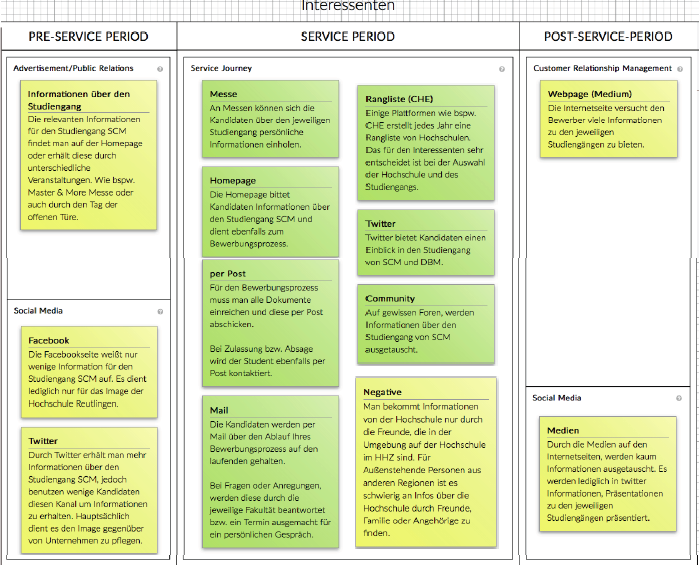 Interessenten
PRE-SERVICE PERIOD
Advertisement/Public Relations
Informationen über den
Studiengang
Die relevanten Informationen
für den Studiengang SCM
findet man auf der Homepage
oder erhält diese durch
unterschiedliche
Veranstaltungen. Wie bspw.
Master & More Messe oder
auch durch den Tag der
offenen Türe.
Social Media
Facebook
Die Facebookseite weißt nur
wenige Information für den
Studiengang SCM auf. Es dient
lediglich nur für das Image der
Hochschule Reutlingen.
Twitter
Durch Twitter erhält man mehr
Informationen über den
Studiengang SCM, jedoch
benutzen wenige Kandidaten
diesen Kanal um Informationen
zu erhalten. Hauptsächlich
dient es den Image gegenüber
von Unternehmen zu pflegen.
SERVICE PERIOD
Service Journey
Messe
An Messen können sich die
Kandidaten über den jeweiligen
Studiengang persönliche
Informationen einholen.
Homepage
Die Homepage bittet
Kandidaten Informationen über
den Studiengang SCM und
dient ebenfalls zum
Bewerbungsprozess.
per Post
Für den Bewerbungsprozess
muss man alle Dokumente
einreichen und diese per Post
abschicken.
Bei Zulassung bzw. Absage
wird der Student ebenfalls per
Post kontaktiert.
Mail
Die Kandidaten werden per
Mail über den Ablauf Ihres
Bewerbungsprozess auf den
laufenden gehalten.
Bei Fragen oder Anregungen,
werden diese durch die
jeweilige Fakultät beantwortet
bzw. ein Termin ausgemacht für
ein persönlichen Gespräch.
Rangliste (CHE)
Einige Plattformen wie bspw.
CHE erstellt jedes Jahr eine
Rangliste von Hochschulen.
Das für den Interessenten sehr
entscheidet ist bei der Auswahl
der Hochschule und des
Studiengangs.
Twitter
Twitter bietet Kandidaten einen
Einblick in den Studiengang
von SCM und DBM.
Community
Auf gewissen Foren, werden
Informationen über den
Studiengang von SCM
ausgetauscht.
Negative
Man bekommt Informationen
von der Hochschule nur durch
die Freunde, die in der
Umgebung auf der Hochschule
im HHZ sind. Für
Außenstehende Personen aus
anderen Regionen ist es
schwierig an Infos über die
Hochschule durch Freunde,
Familie oder Angehörige zu
finden.
POST-SERVICE-PERIOD
Customer Relationship Management
Webpage (Medium)
Die Internetseite versucht den
Bewerber viele Informationen
zu den jeweiligen
Studiengängen zu bieten.
Social Media
Medien
Durch die Medien auf den
Internetseiten, werden kaum
Informationen ausgetauscht. Es
werden lediglich in twitter
Informationen, Präsentationen
zu den jeweiligen
Studiengängen präsentiert.